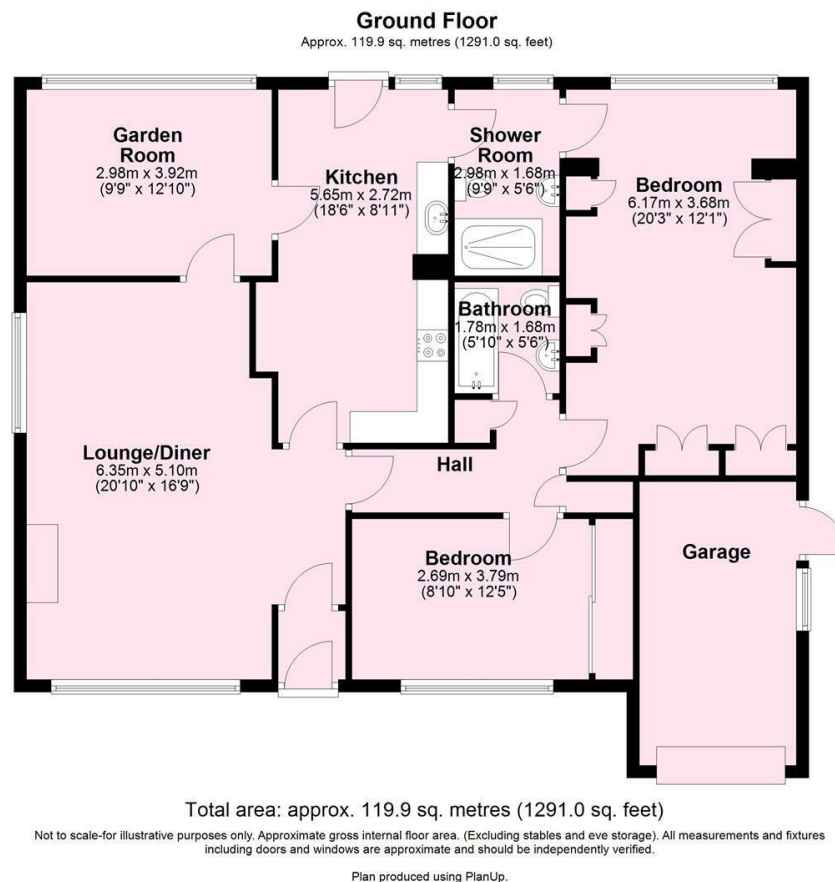 Ground Floor
Approx. 119.9 sq. metres (1291.0 sq. feet)
Garden
Room
2.98m x 3.92m
(9'9" x 12'10")
Kitchen
5.65m x 2.72m
(18'6" x 8'11")
Shower
Room
2.98m x 1.68m
(9'9" x 5'6")
Bedroom
6.17m x 3.68m
(20'3" x 12'1")
Bathroom
1.78m x 1.68m
(5'10" x 5'6")
Lounge/Diner
6.35m x 5.10m
(20'10" x 16'9")
Hall
Bedroom
2.69m x 3.79m
(8'10" x 12'5")
Garage
Total area: approx. 119.9 sq. metres (1291.0 sq. feet)
Not to scale-for illustrative purposes only. Approximate gross internal floor area. (Excluding stables and eve storage). All measurements and fixtures
including doors and windows are approximate and should be independently verified.
Plan produced using PlanUp.